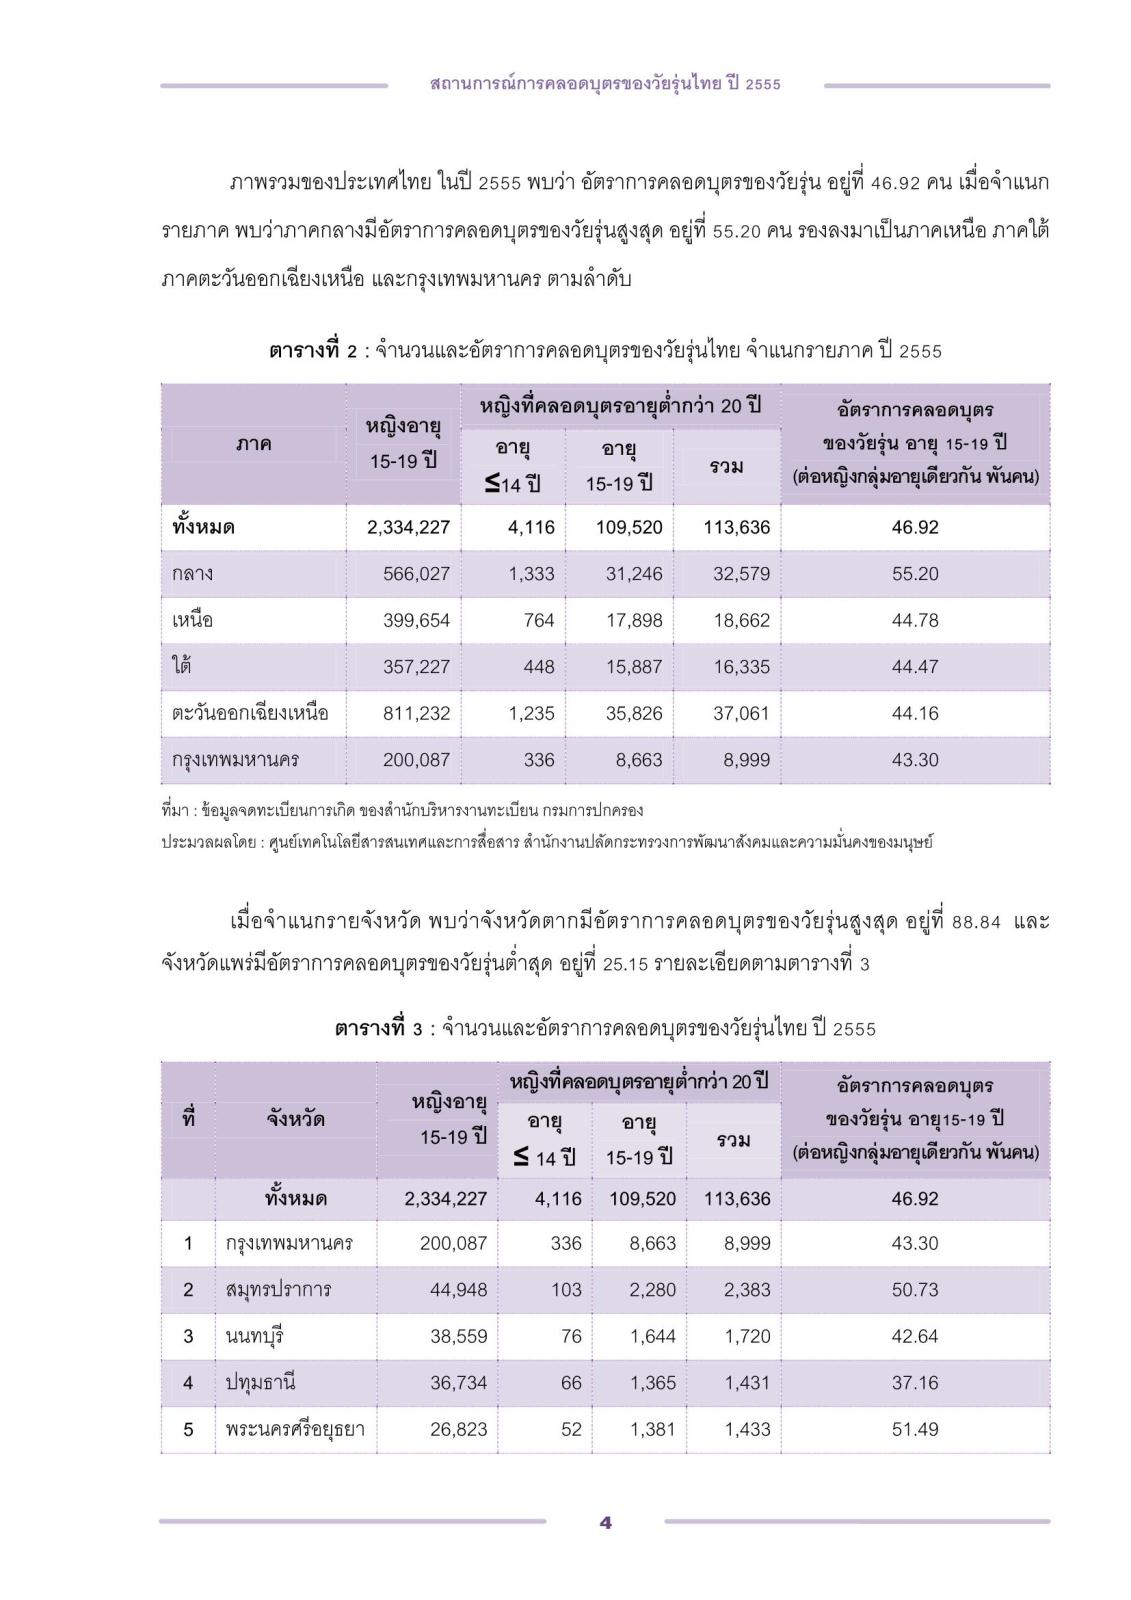 สถานการณ์การคลอดบุตรของวัยรุ่นไทย ปี 2555
ภาพรวมของประเทศไทย ในปี 2555 พบว่า อัตราการคลอดบุตรของวัยรุ่น อยู่ที่ 46.92 คน เมื่อจำแนก
รายภาค พบว่าภาคกลางมีอัตราการคลอดบุตรของวัยรุ่นสูงสุด อยู่ที่ 55.20 คน รองลงมาเป็นภาคเหนือ ภาคใต้
ภาคตะวันออกเฉียงเหนือ และกรุงเทพมหานคร ตามลำดับ
ตารางที่ 2 : จำนวนและอัตราการคลอดบุตรของวัยรุ่นไทย จำแนกรายภาค ปี 2555
ภาค หญิงอายุ 15-19 ปี หญิงที่คลอดบุตรอายุต่ำกว่า 20 ปี อัตราการคลอดบุตร
ของวัยรุ่น อายุ 15-19 ปี
(ต่อหญิงกลุ่มอายุเดียวกัน พันคน)
อายุ ≤14 ปี อายุ 15-19 ปี รวม
ทั้งหมด 2,334,227 4,116 109,520 113,636 46.92
กลาง 566,027 1,333 31,246 32,579 55.20
เหนือ 399,654 764 17,898 18,662 44.78
ใต้ 357,227 448 15,887 16,335 44.47
ตะวันออกเฉียงเหนือ 811,232 1,235 35,826 37,061 44.16
กรุงเทพมหานคร 200,087 336 8,663 8,999 43.30
ที่มา : ข้อมูลจดทะเบียนการเกิด ของสำนักบริหารงานทะเบียน กรมการปกครอง
ประมวลผลโดย : ศูนย์เทคโนโลยีสารสนเทศและการสื่อสาร สำนักงานปลัดกระทรวงการพัฒนาสังคมและความมั่นคงของมนุษย์
เมื่อจำแนกรายจังหวัด พบว่าจังหวัดตากมีอัตราการคลอดบุตรของวัยรุ่นสูงสุด อยู่ที่ 88.84 และ
จังหวัดแพร่มีอัตราการคลอดบุตรของวัยรุ่นต่ำสุด อยู่ที่ 25.15 รายละเอียดตามตารางที่ 3
ตารางที่ 3 : จำนวนและอัตราการคลอดบุตรของวัยรุ่นไทย ปี 2555
ที่ จังหวัด หญิงอายุ 15-19 ปี หญิงที่คลอดบุตรอายุต่ำกว่า 20 ปี อัตราการคลอดบุตร
ของวัยรุ่น อายุ15-19 ปี
(ต่อหญิงกลุ่มอายุเดียวกัน พันคน)
อายุ ≤ 14 ปี อายุ 15-19 ปี รวม
ทั้งหมด 2,334,227 4,116 109,520 113,636 46.92
1 กรุงเทพมหานคร 200,087 336 8,663 8,999 43.30
2 สมุทรปราการ 44,948 103 2,280 2,383 50.73
3 นนทบุรี 38,559 76 1,644 1,720 42.64
4 ปทุมธานี 36,734 66 1,365 1,431 37.16
5 พระนครศรีอยุธยา 26,823 52 1,381 1,433 51.49
4